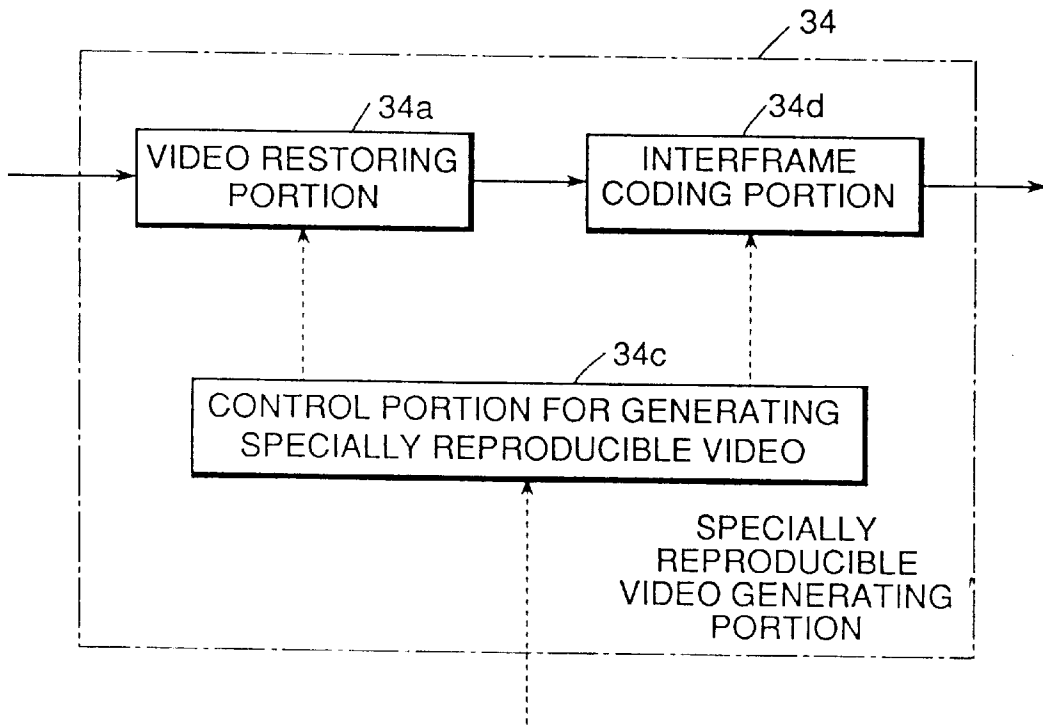 34
34a
34d
VIDEO RESTORING
PORTION
INTERFRAME
CODING PORTION
34c
CONTROL PORTION FOR GENERATING
SPECIALLY REPRODUCIBLE VIDEO
SPECIALLY
REPRODUCIBLE
VIDEO GENERATING
PORTION